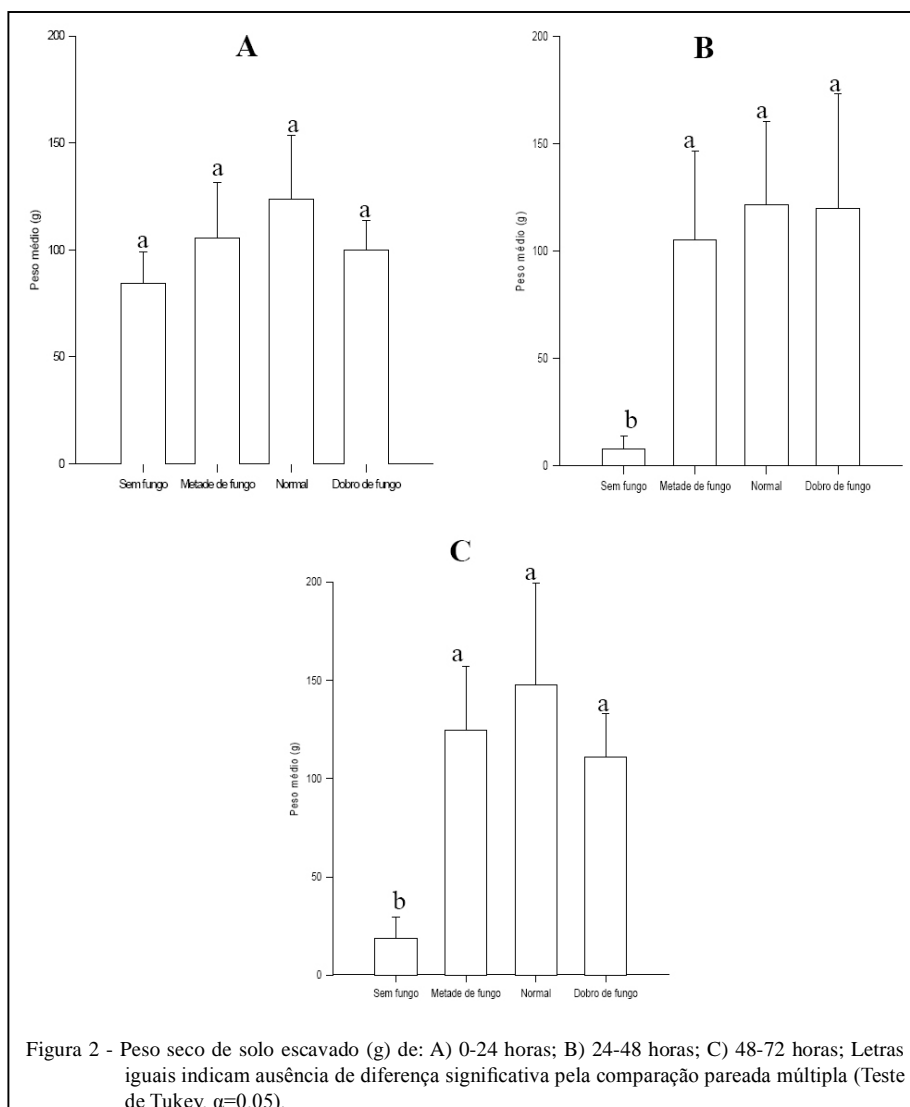 A
Peso médio (g)
200
150
100
50
0
a
a
a
a
Sem fungo Metade de fungo Normal Dobro de fungo
B
Peso médio (g)
200
150
100
50
0
b
a
a
a
Sem fungo Metade de fungo Normal Dobro de fungo
C
Peso médio (g)
200
150
100
50
0
b
a
a
a
Sem fungo Metade de fungo Normal Dobro de fungo
Figura 2 - Peso seco de solo escavado (g) de: A) 0-24 horas; B) 24-48 horas; C) 48-72 horas; Letras
iguais indicam ausência de diferença significativa pela comparação pareada múltipla (Teste
de Tukey, α=0.05).